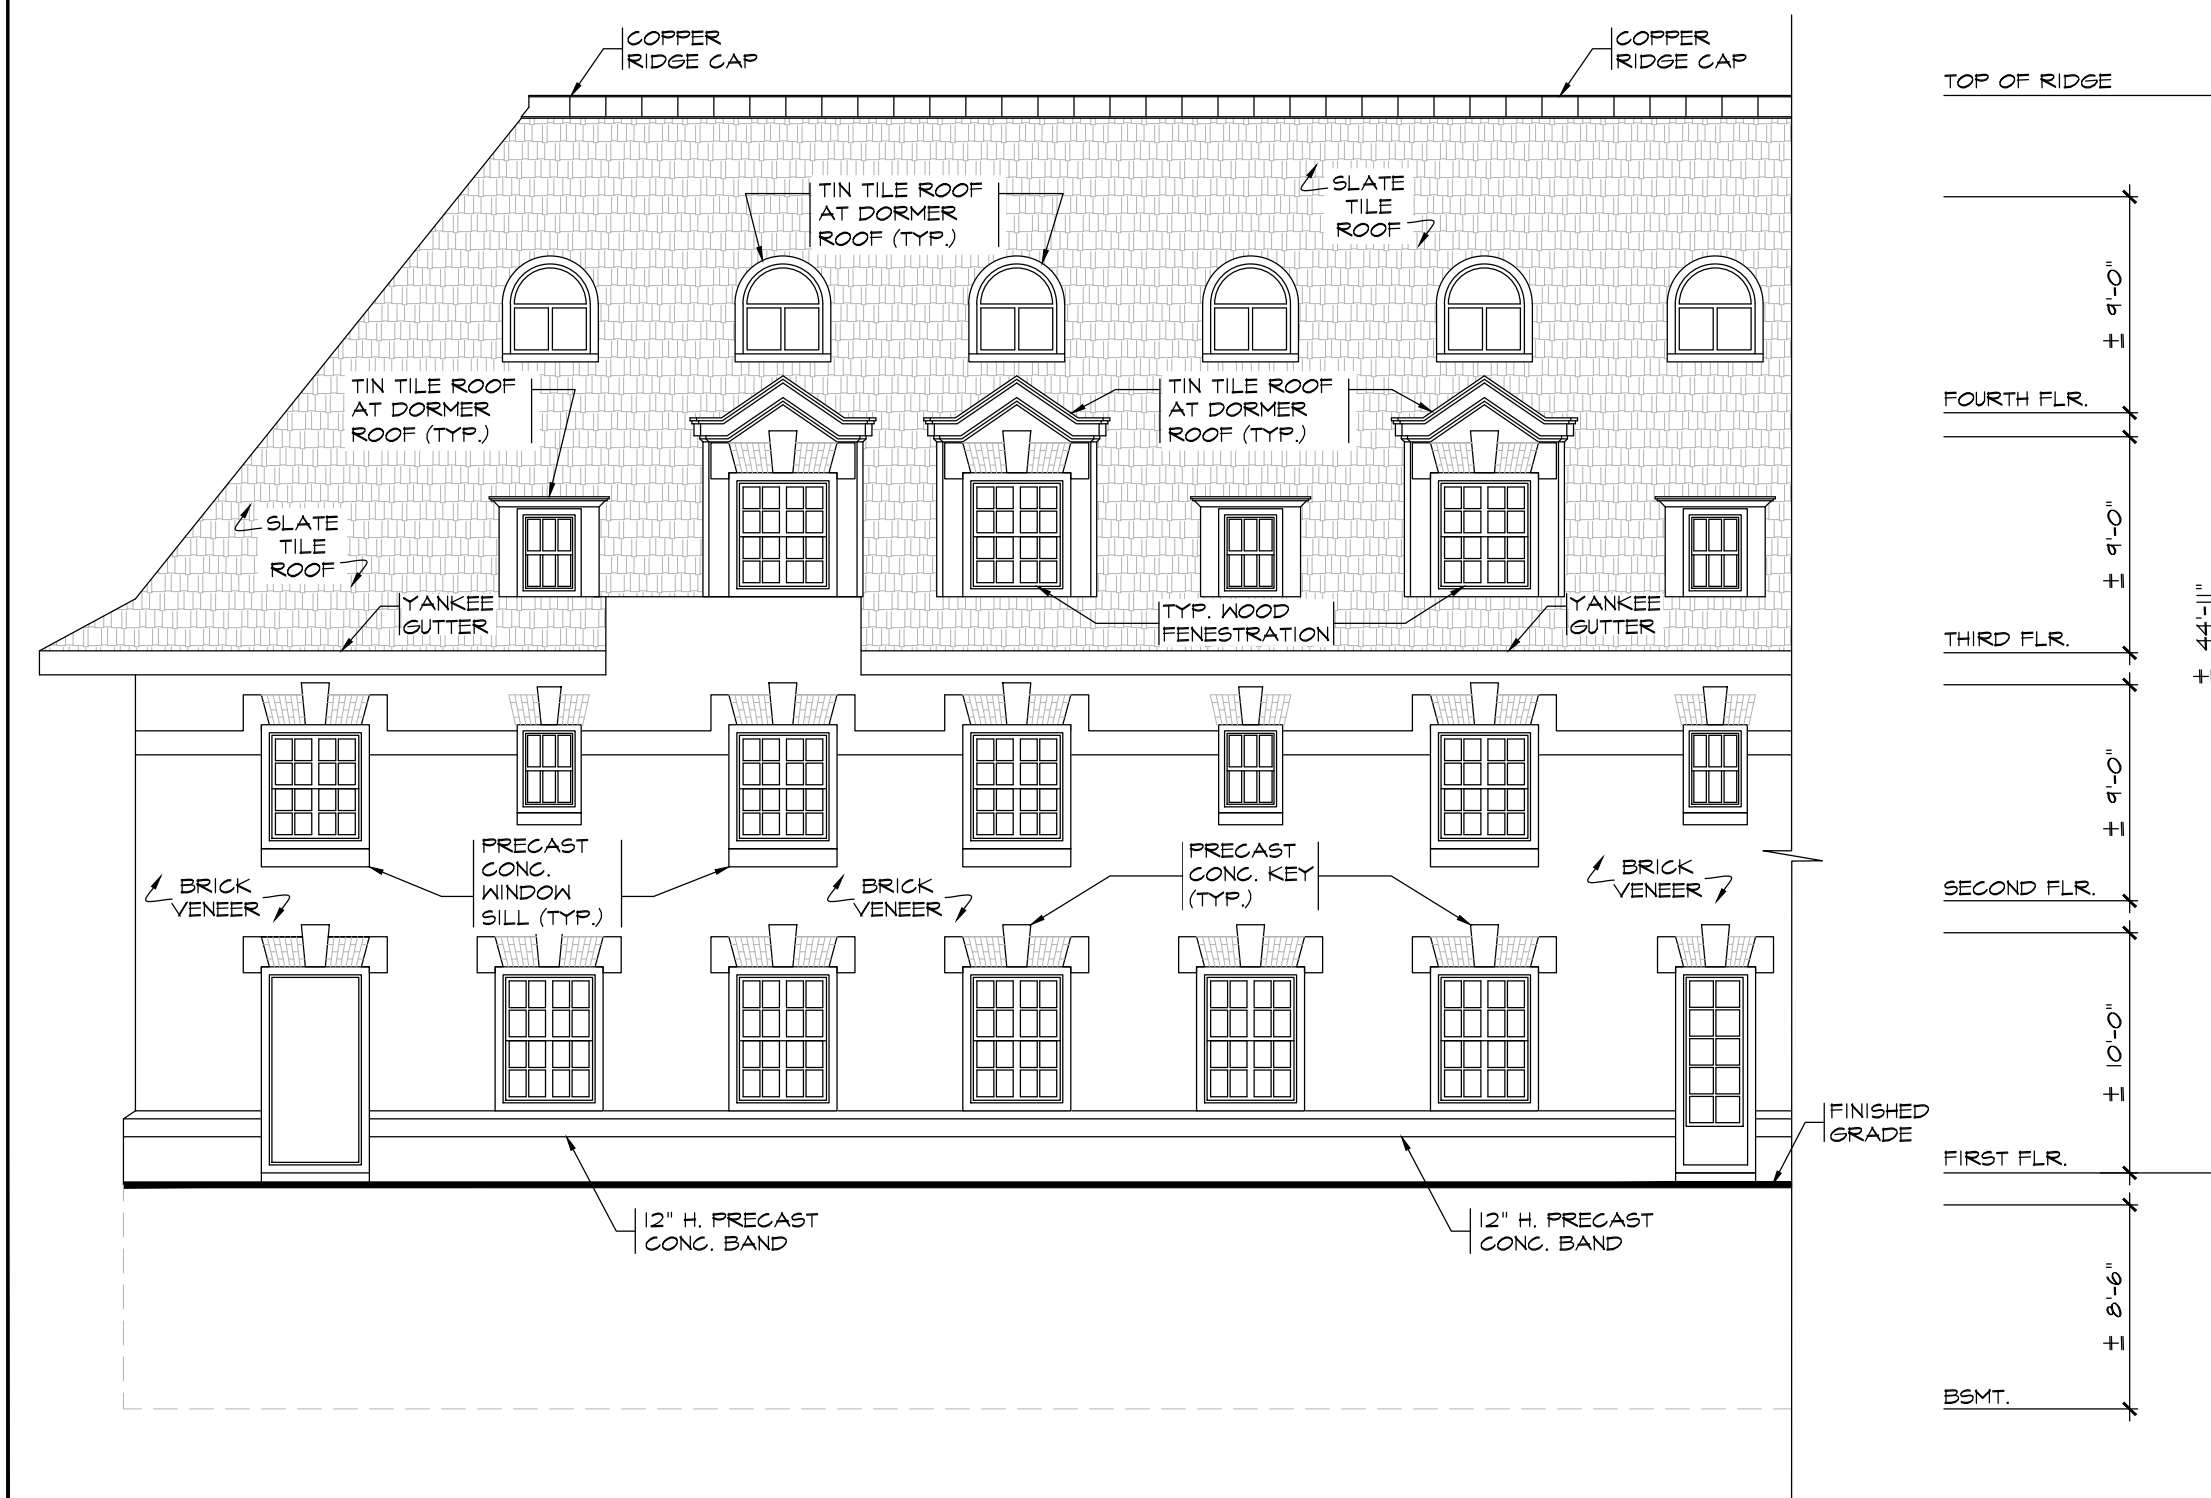 COPPER
RIDGE CAP
COPPER
RIDGE CAP
TOP OF RIDGE
TIN TILE ROOF
AT DORMER
ROOF (TYP.)
SLATE
TILE
ROOF
± 9'-0"
TIN TILE ROOF
AT DORMER
ROOF (TYP.)
TIN TILE ROOF
AT DORMER
ROOF (TYP.)
FOURTH FLR.
SLATE
TILE
ROOF
± 9'-0"
YANKEE
GUTTER
TYP. WOOD
FENESTRATION
YANKEE
GUTTER
THIRD FLR.
± 44'-11"
± 9'-0"
PRECAST
CONC.
WINDOW
SILL (TYP.)
PRECAST
CONC. KEY
(TYP.)
BRICK
VENEER
BRICK
VENEER
BRICK
VENEER
SECOND FLR.
± 10'-0"
FINISHED
GRADE
FIRST FLR.
12" H. PRECAST
CONC. BAND
12" H. PRECAST
CONC. BAND
± 8'-6"
BSMT.